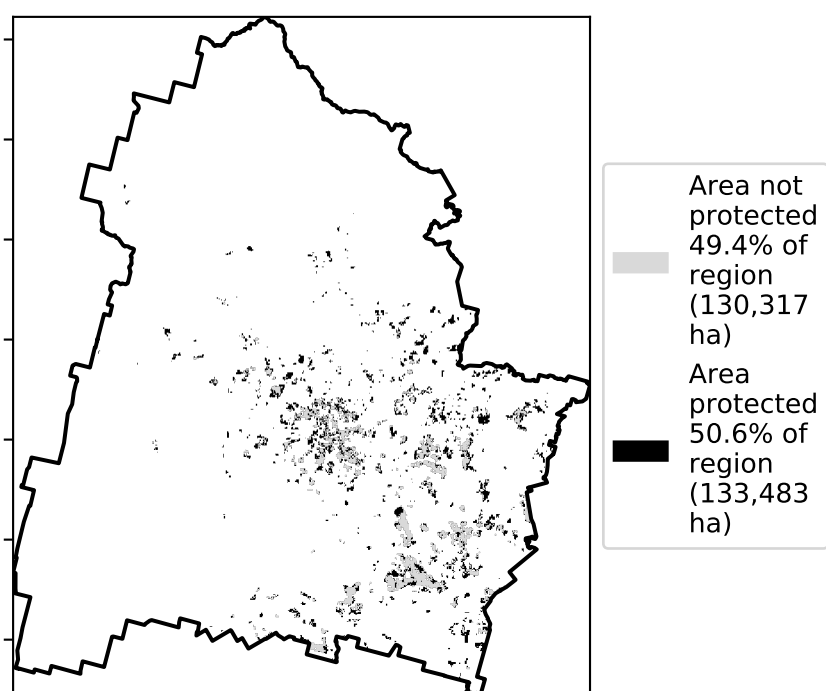 Area not
protected
49.4% of
region
(130,317
ha)
Area
protected
50.6% of
region
(133,483
ha)